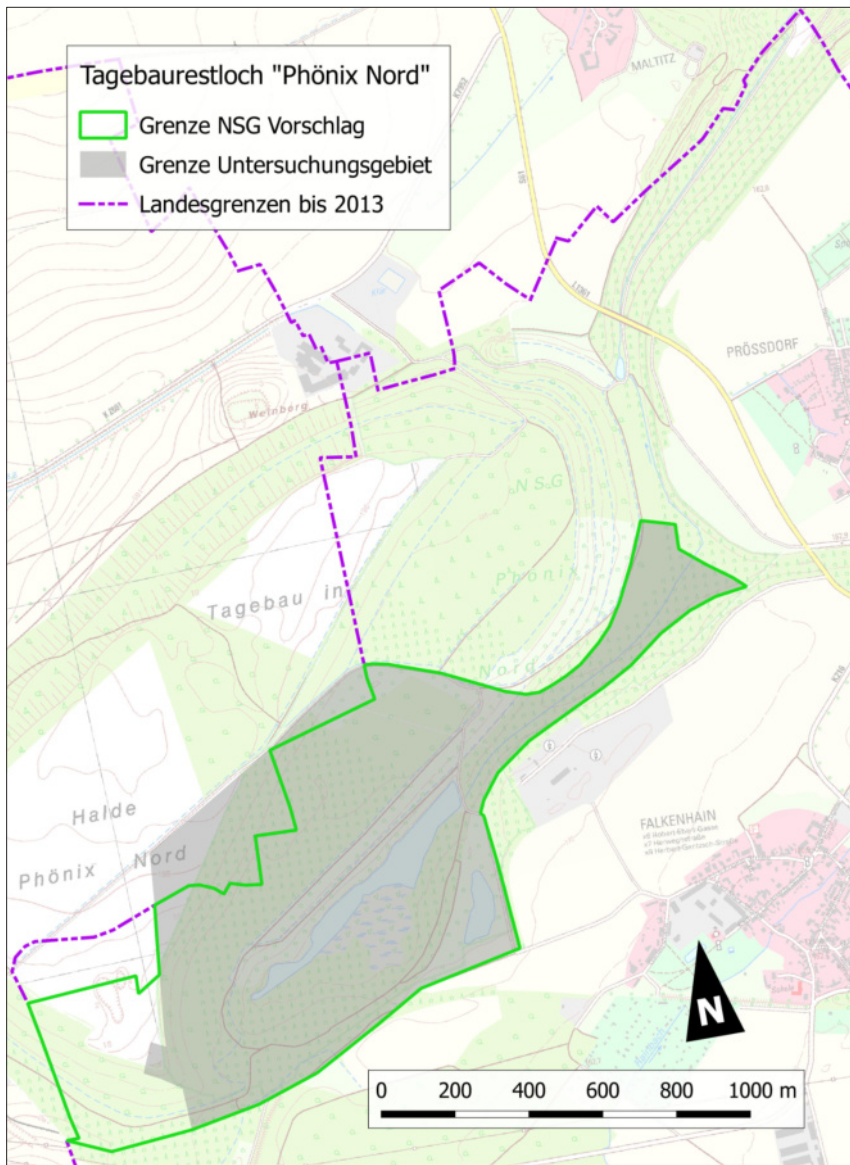 Tagebaurestloch "Phönix Nord"
Grenze NSG Vorschlag
Grenze Untersuchungsgebiet
Landesgrenzen bis 2013
MALTITZ
PRÖSSDORF
Weinberg
NSG
Phönix
Nord
Tagebau in
Halde
Phönix Nord
FALKENHAIN
N
0 200 400 600 800 1000 m